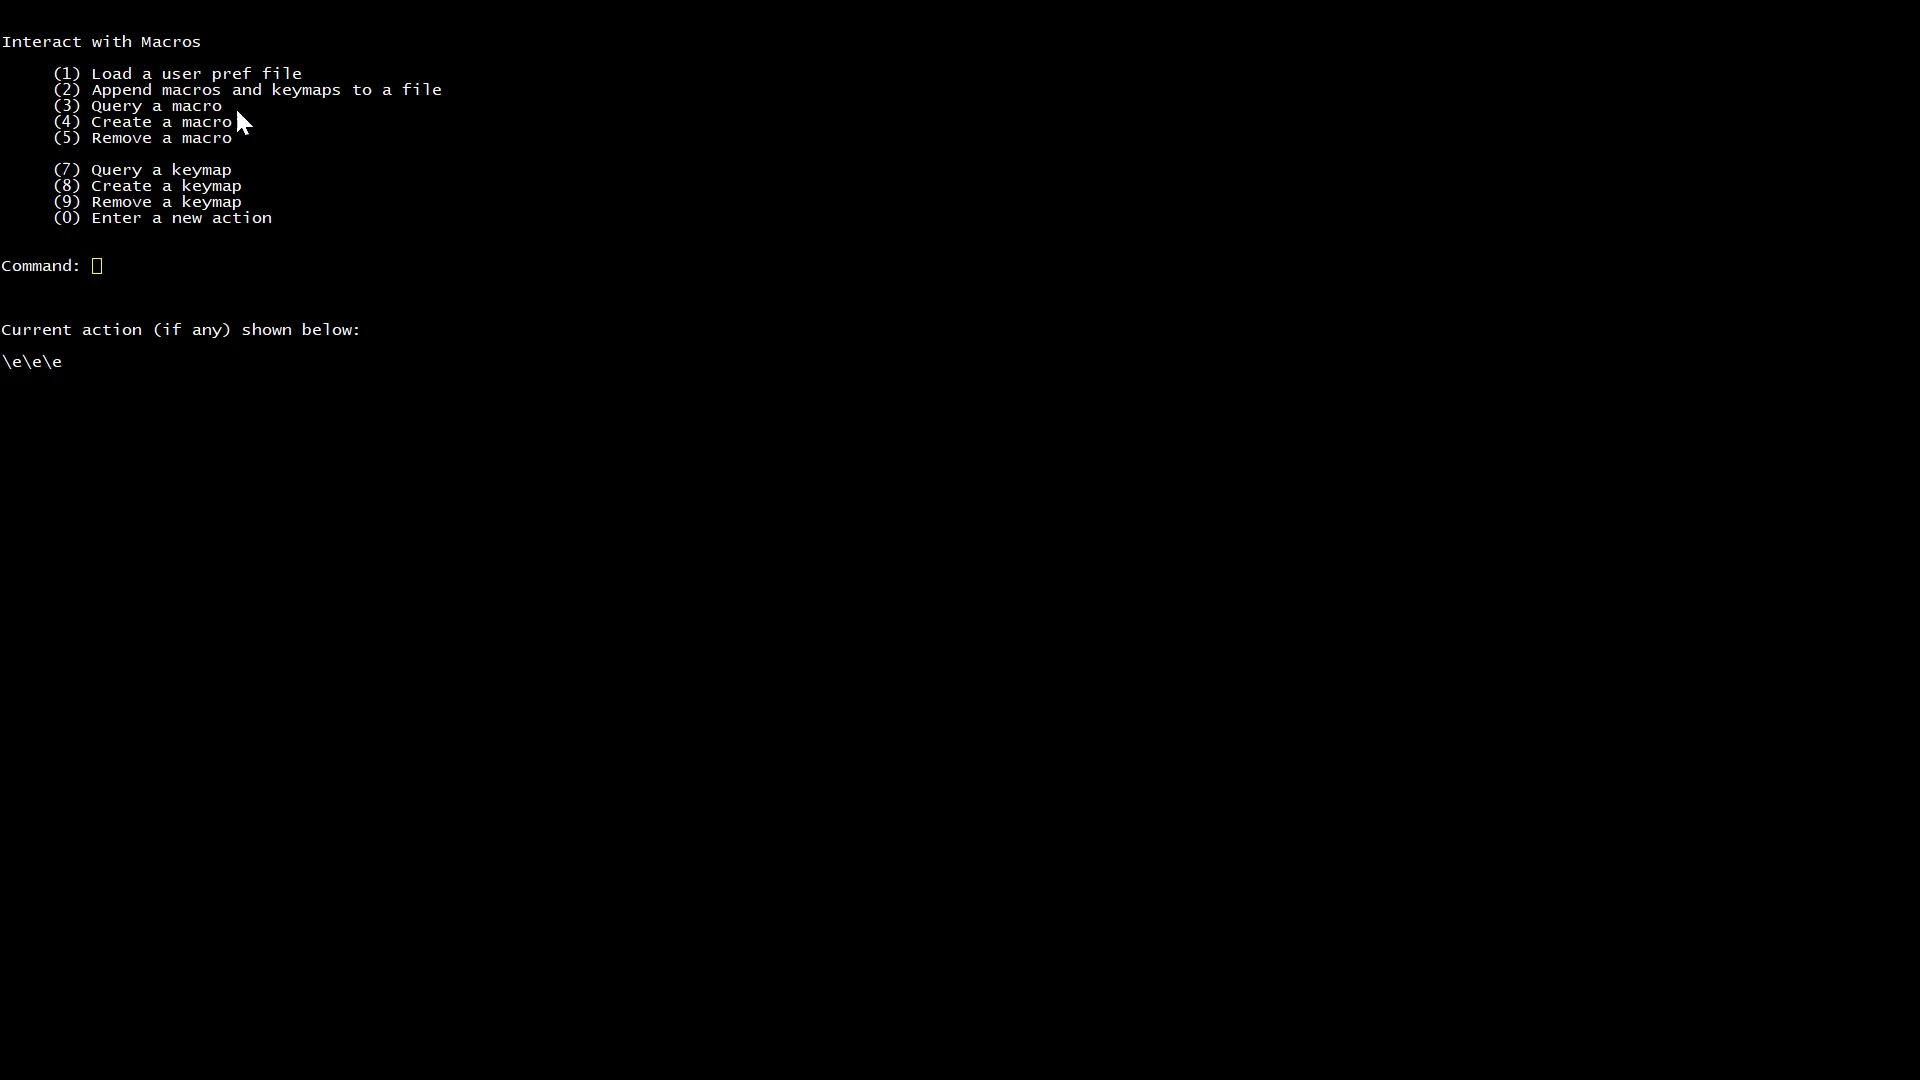 Interact with Macros
(1) Load a user pref file
(2) Append macros and keymaps to a file
(3) Query a macro
(4) Create a macro
(5) Remove a macro
(7) Query a keymap
(8) Create a keymap
(9) Remove a keymap
(0) Enter a new action
Command:
Current action (if any) shown below:
\e\e\e